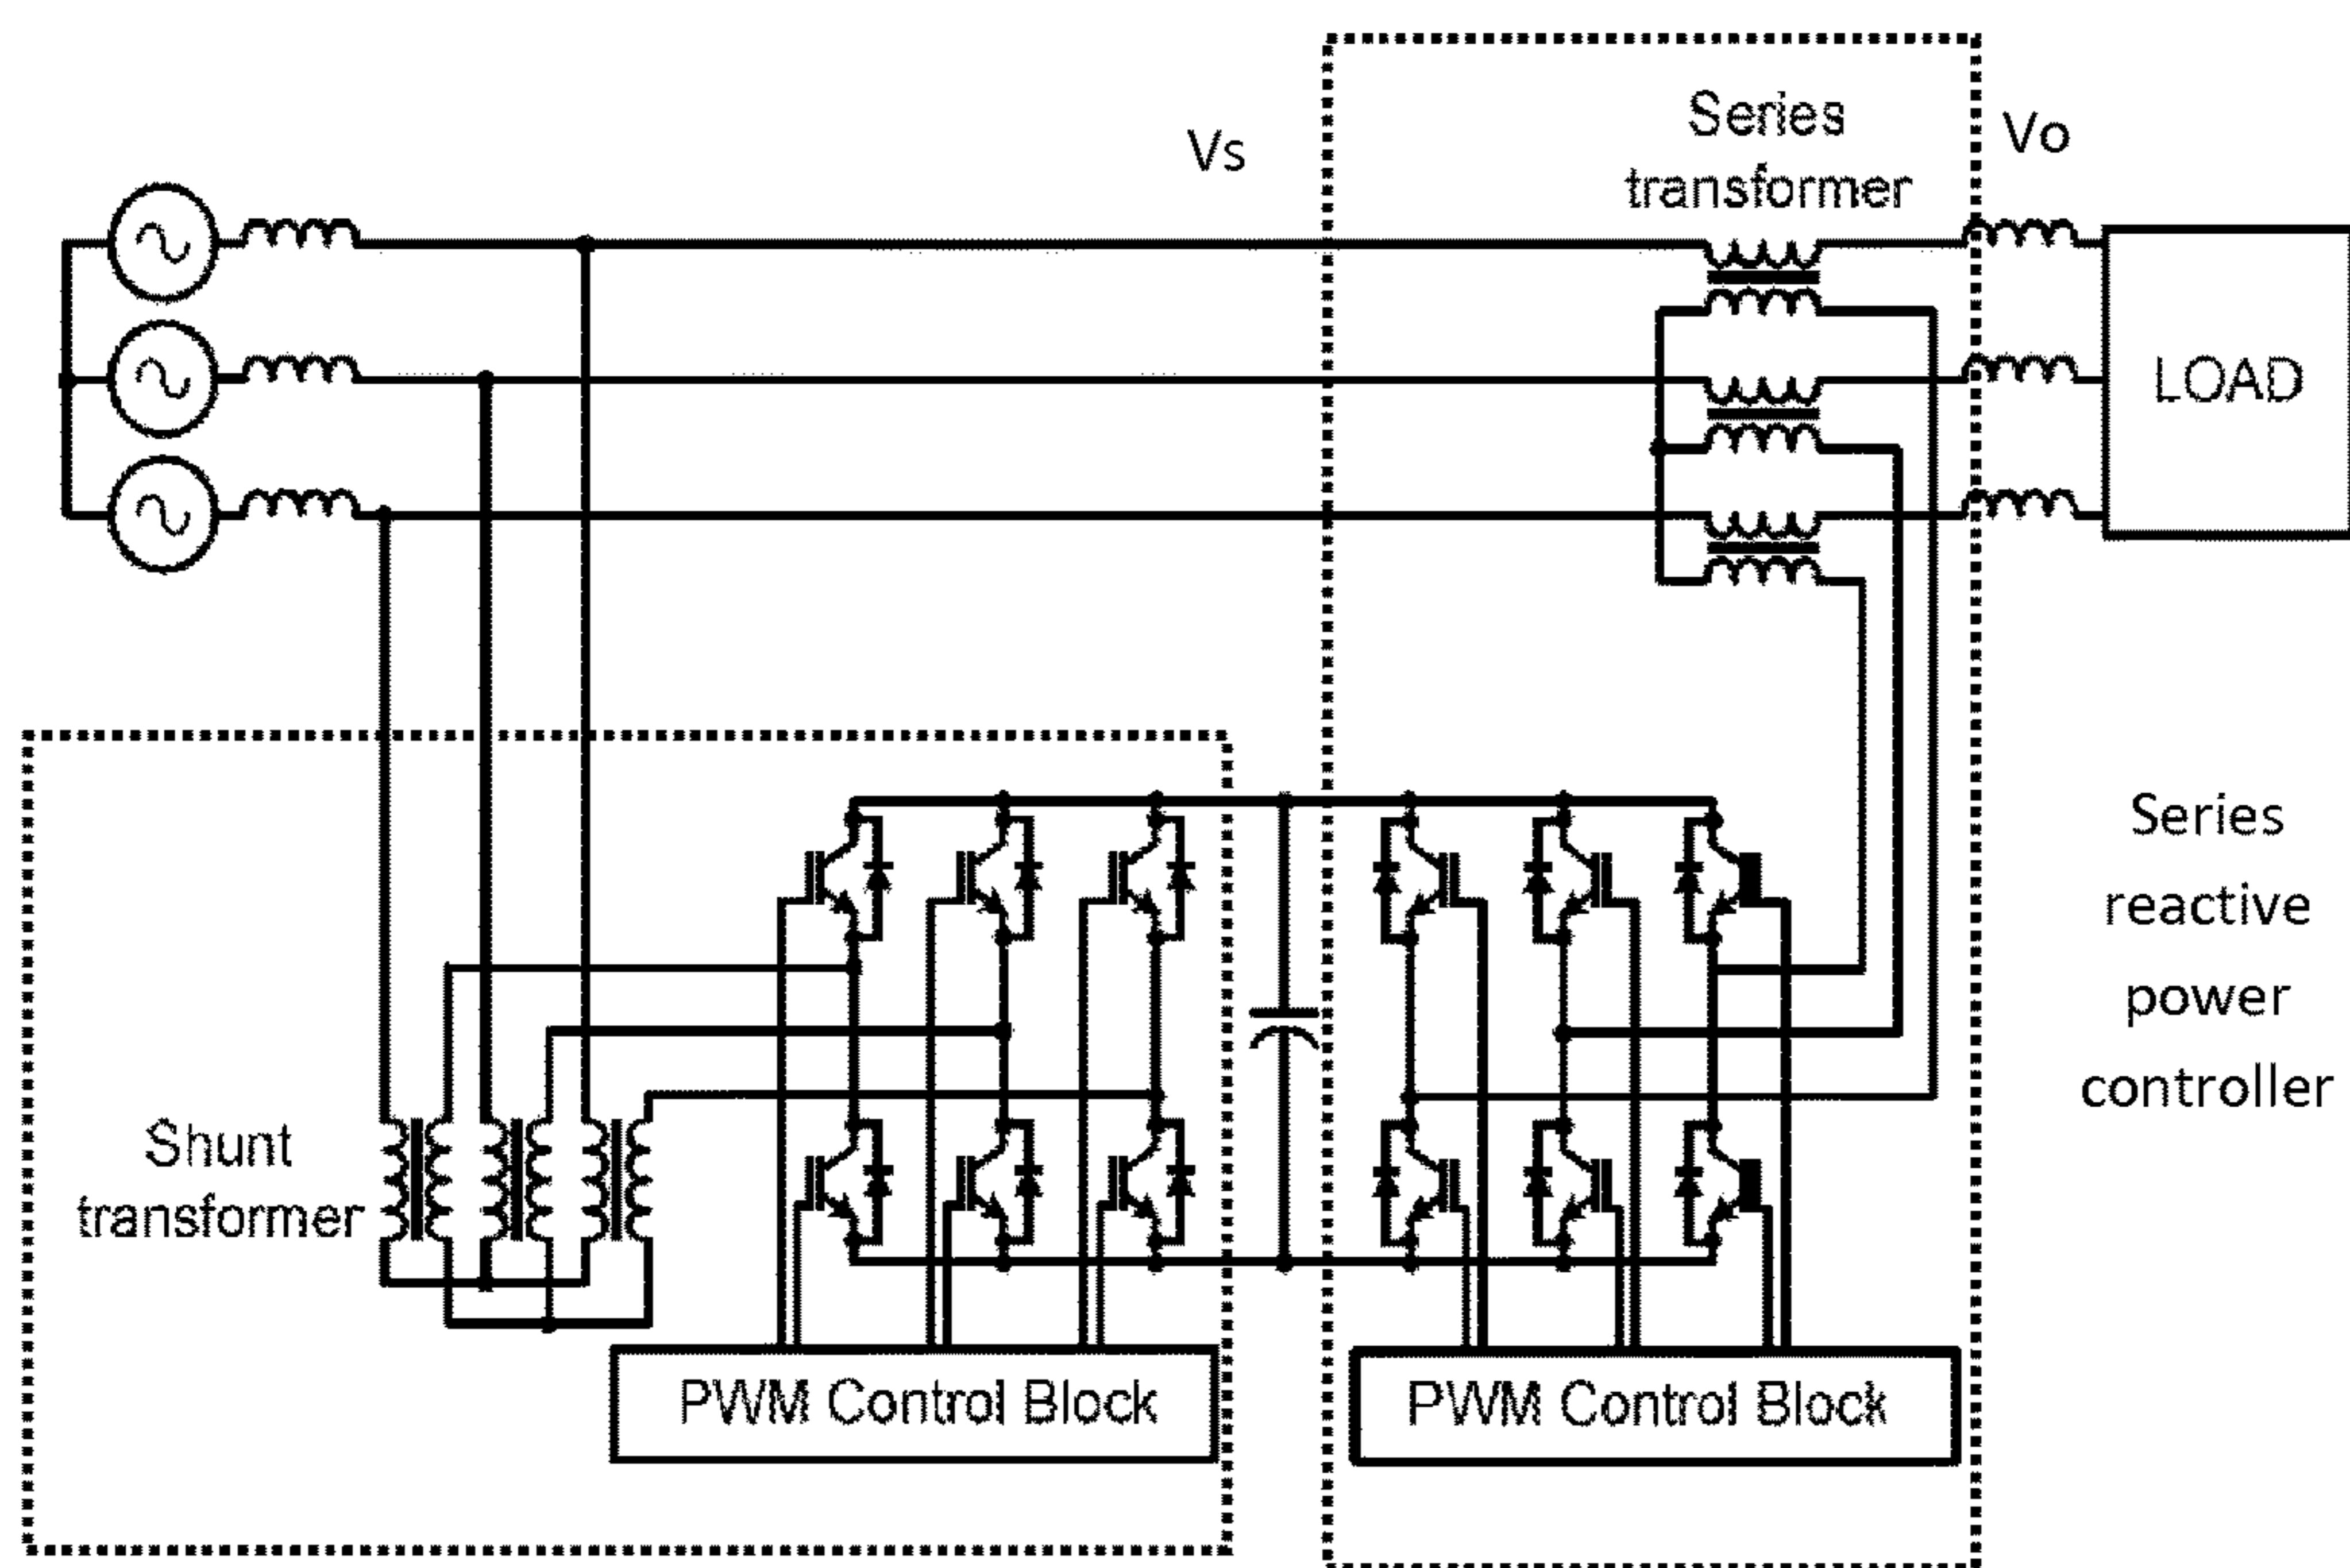 Vs
Series
transformer
Vo
LOAD
Series
reactive
power
controller
Shunt
transformer
PWM Control Block
PWM Control Block